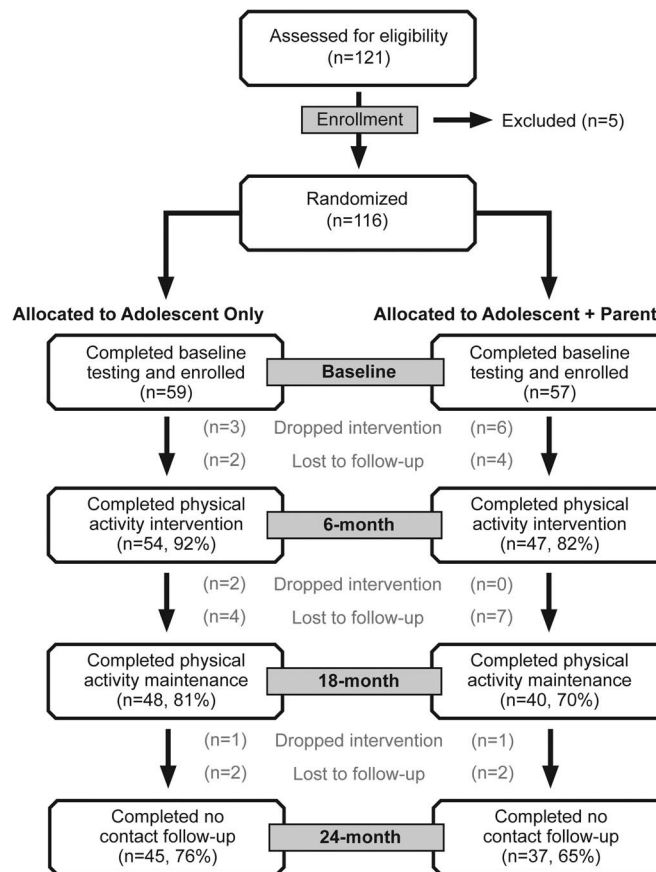 Assessed for eligibility
(n=121)
Enrollment
Excluded (n=5)
Randomized
(n=116)
Allocated to Adolescent Only
Allocated to Adolescent + Parent
Completed baseline
testing and enrolled
(n=59)
Baseline
Completed baseline
testing and enrolled
(n=57)
(n=3) Dropped intervention (n=6)
(n=2) Lost to follow-up (n=4)
Completed physical
activity intervention
(n=54, 92%)
6-month
Completed physical
activity intervention
(n=47, 82%)
(n=2) Dropped intervention (n=0)
(n=4) Lost to follow-up (n=7)
Completed physical
activity maintenance
(n=48, 81%)
18-month
Completed physical
activity maintenance
(n=40, 70%)
(n=1) Dropped intervention (n=1)
(n=2) Lost to follow-up (n=2)
Completed no
contact follow-up
(n=45, 76%)
24-month
Completed no
contact follow-up
(n=37, 65%)